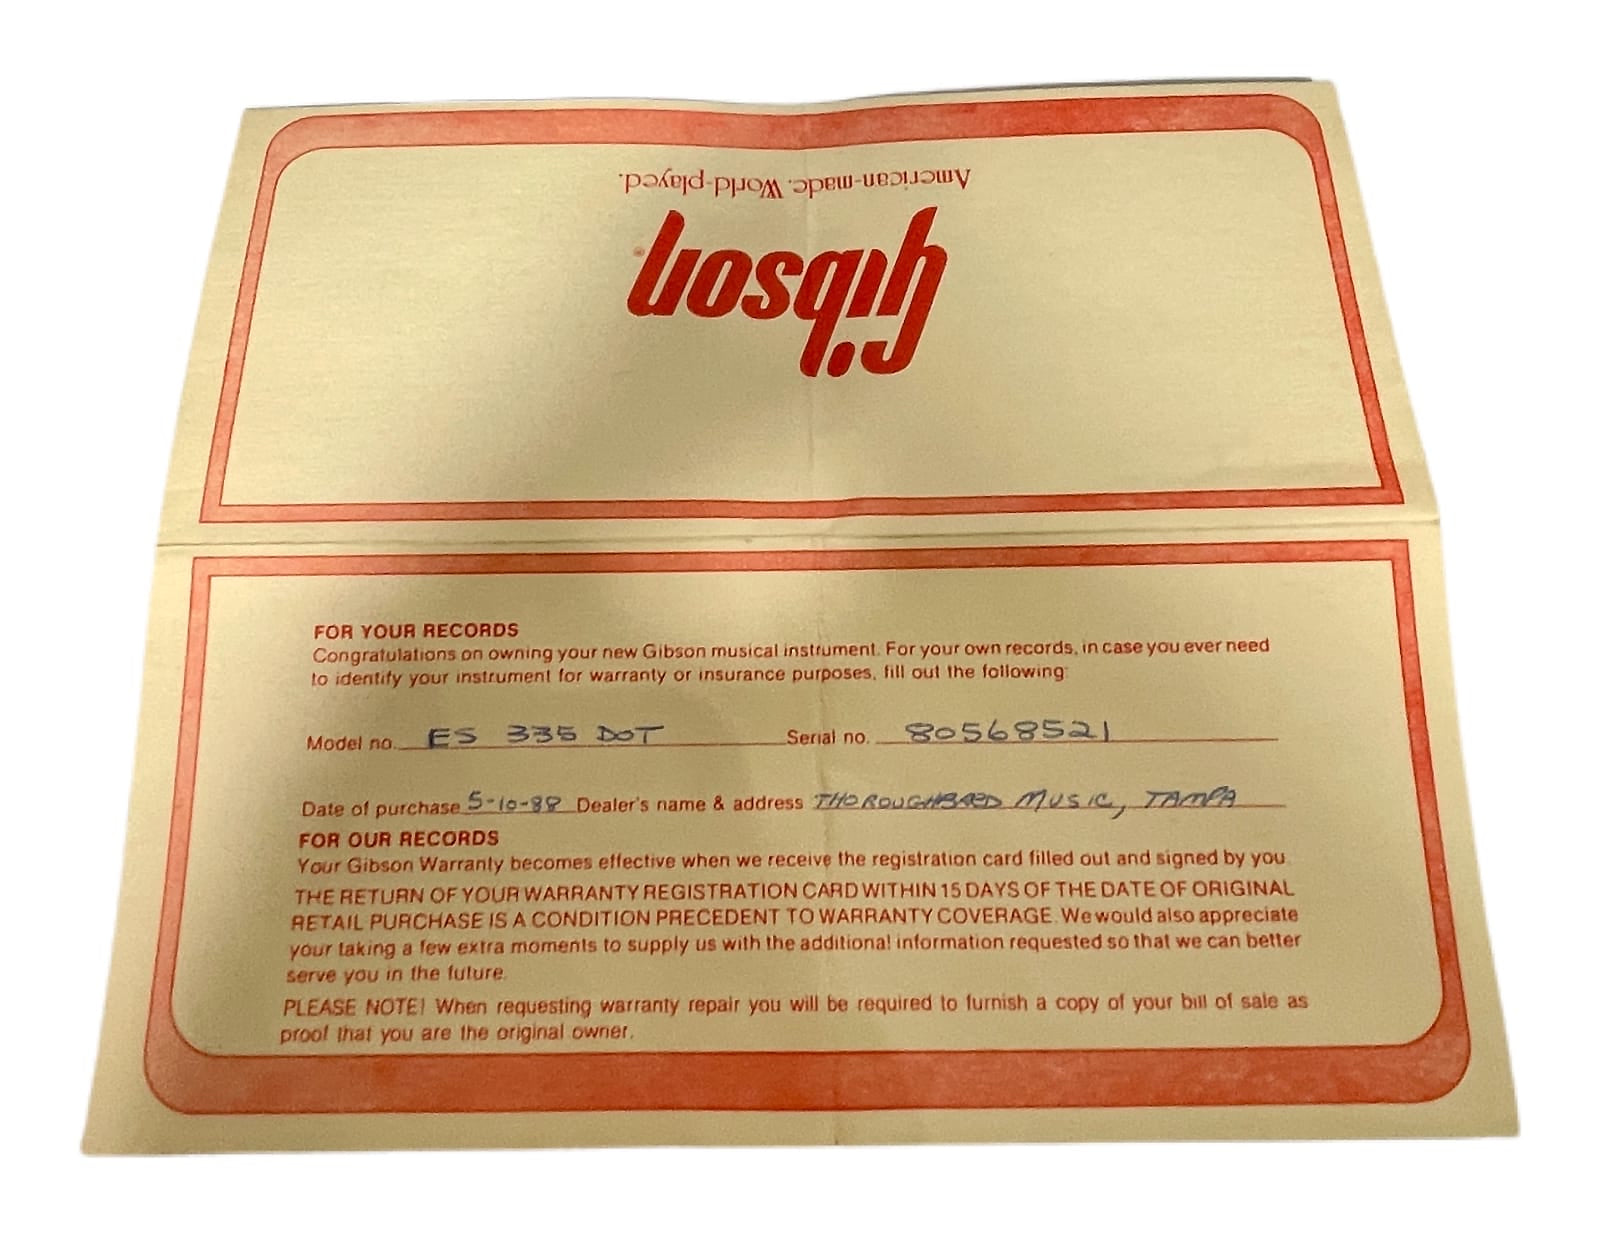 American-made. World-played.
Gibson®
FOR YOUR RECORDS
Congratulations on owning your new Gibson musical instrument. For your own records, in case you ever need
to identify your instrument for warranty or insurance purposes, fill out the following:
Model no. ES 335 DOT Serial no. 80568521
Date of purchase 5-10-88 Dealer's name & address THOROUGHBRED MUSIC, TAMPA
FOR OUR RECORDS
Your Gibson Warranty becomes effective when we receive the registration card filled out and signed by you.
THE RETURN OF YOUR WARRANTY REGISTRATION CARD WITHIN 15 DAYS OF THE DATE OF ORIGINAL
RETAIL PURCHASE IS A CONDITION PRECEDENT TO WARRANTY COVERAGE. We would also appreciate
your taking a few extra moments to supply us with the additional information requested so that we can better
serve you in the future.
PLEASE NOTE! When requesting warranty repair you will be required to furnish a copy of your bill of sale as
proof that you are the original owner.